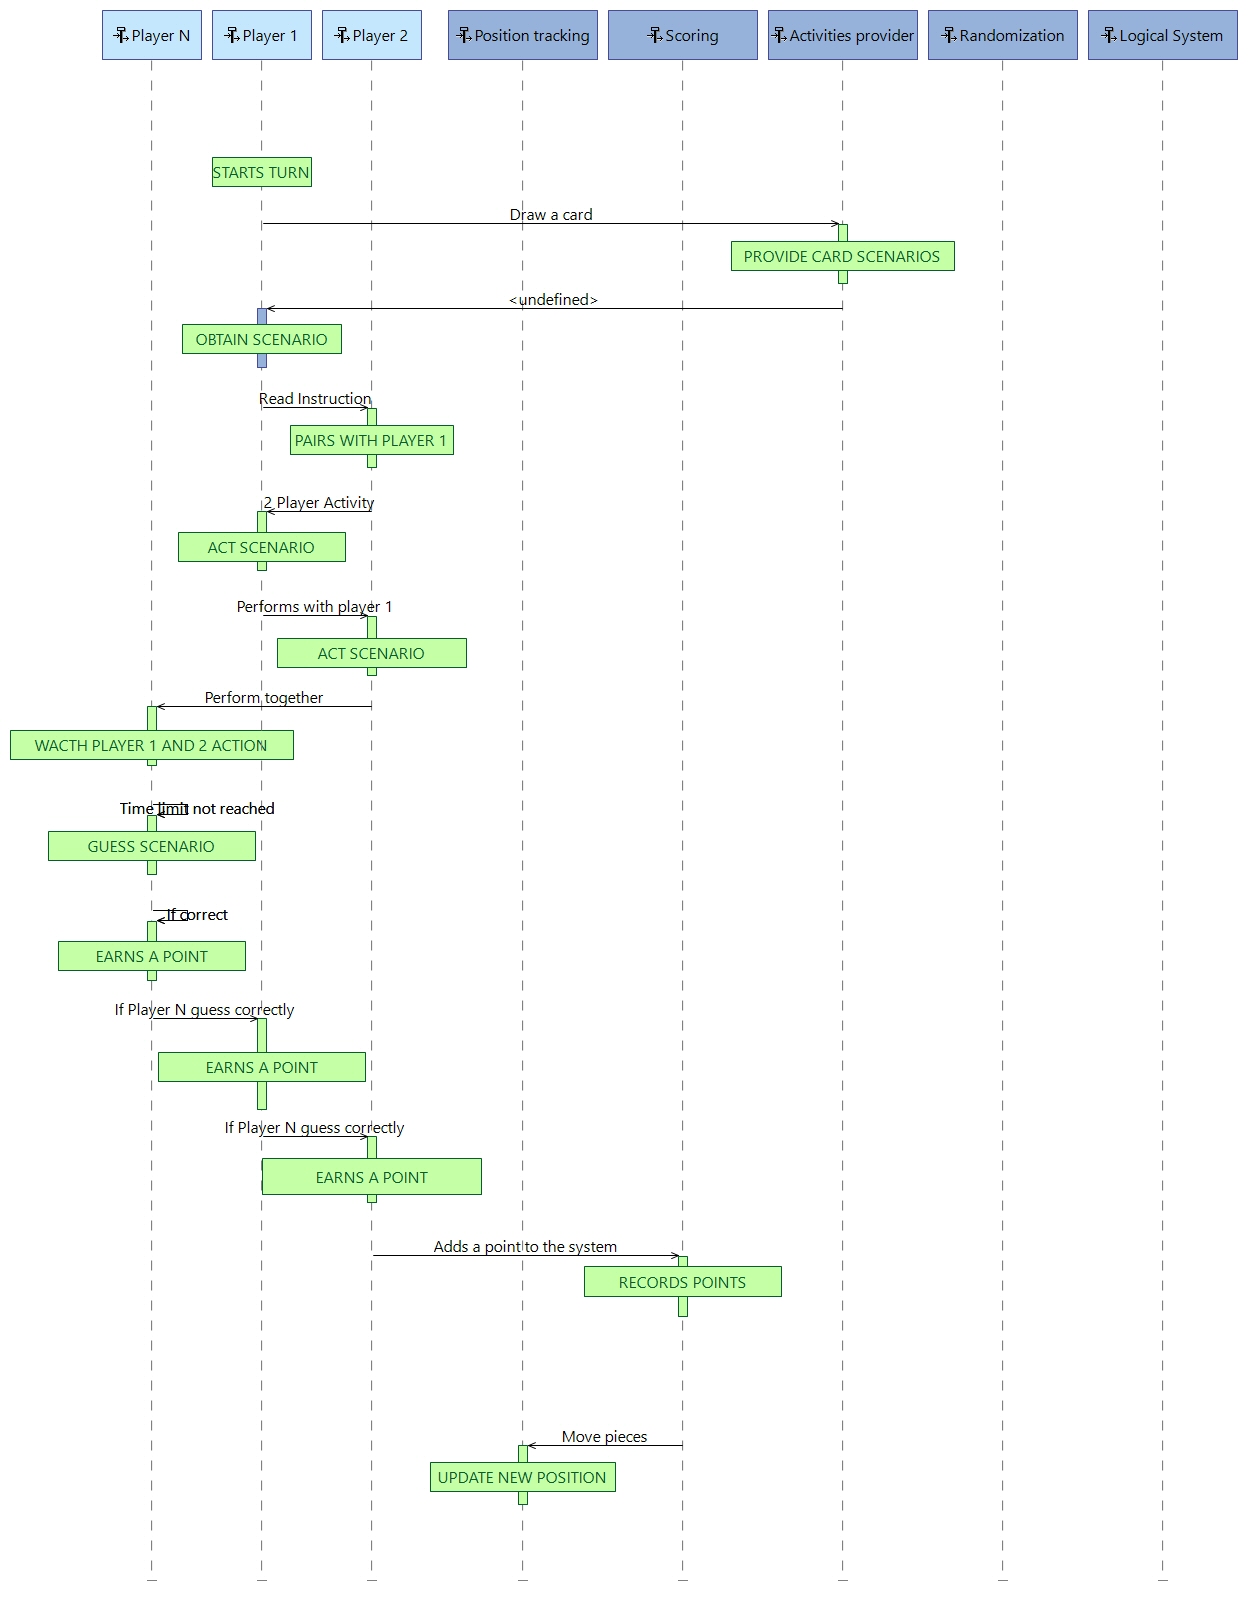 Player N
Player 1
Player 2
Position tracking
Scoring
Activities provider
Randomization
Logical System
STARTS TURN
Draw a card
PROVIDE CARD SCENARIOS
<undefined>
OBTAIN SCENARIO
Read Instruction
PAIRS WITH PLAYER 1
2 Player Activity
ACT SCENARIO
Performs with player 1
ACT SCENARIO
Perform together
WACTH PLAYER 1 AND 2 ACTION
Time limit not reached
GUESS SCENARIO
If correct
EARNS A POINT
If Player N guess correctly
EARNS A POINT
If Player N guess correctly
EARNS A POINT
Adds a point to the system
RECORDS POINTS
Move pieces
UPDATE NEW POSITION